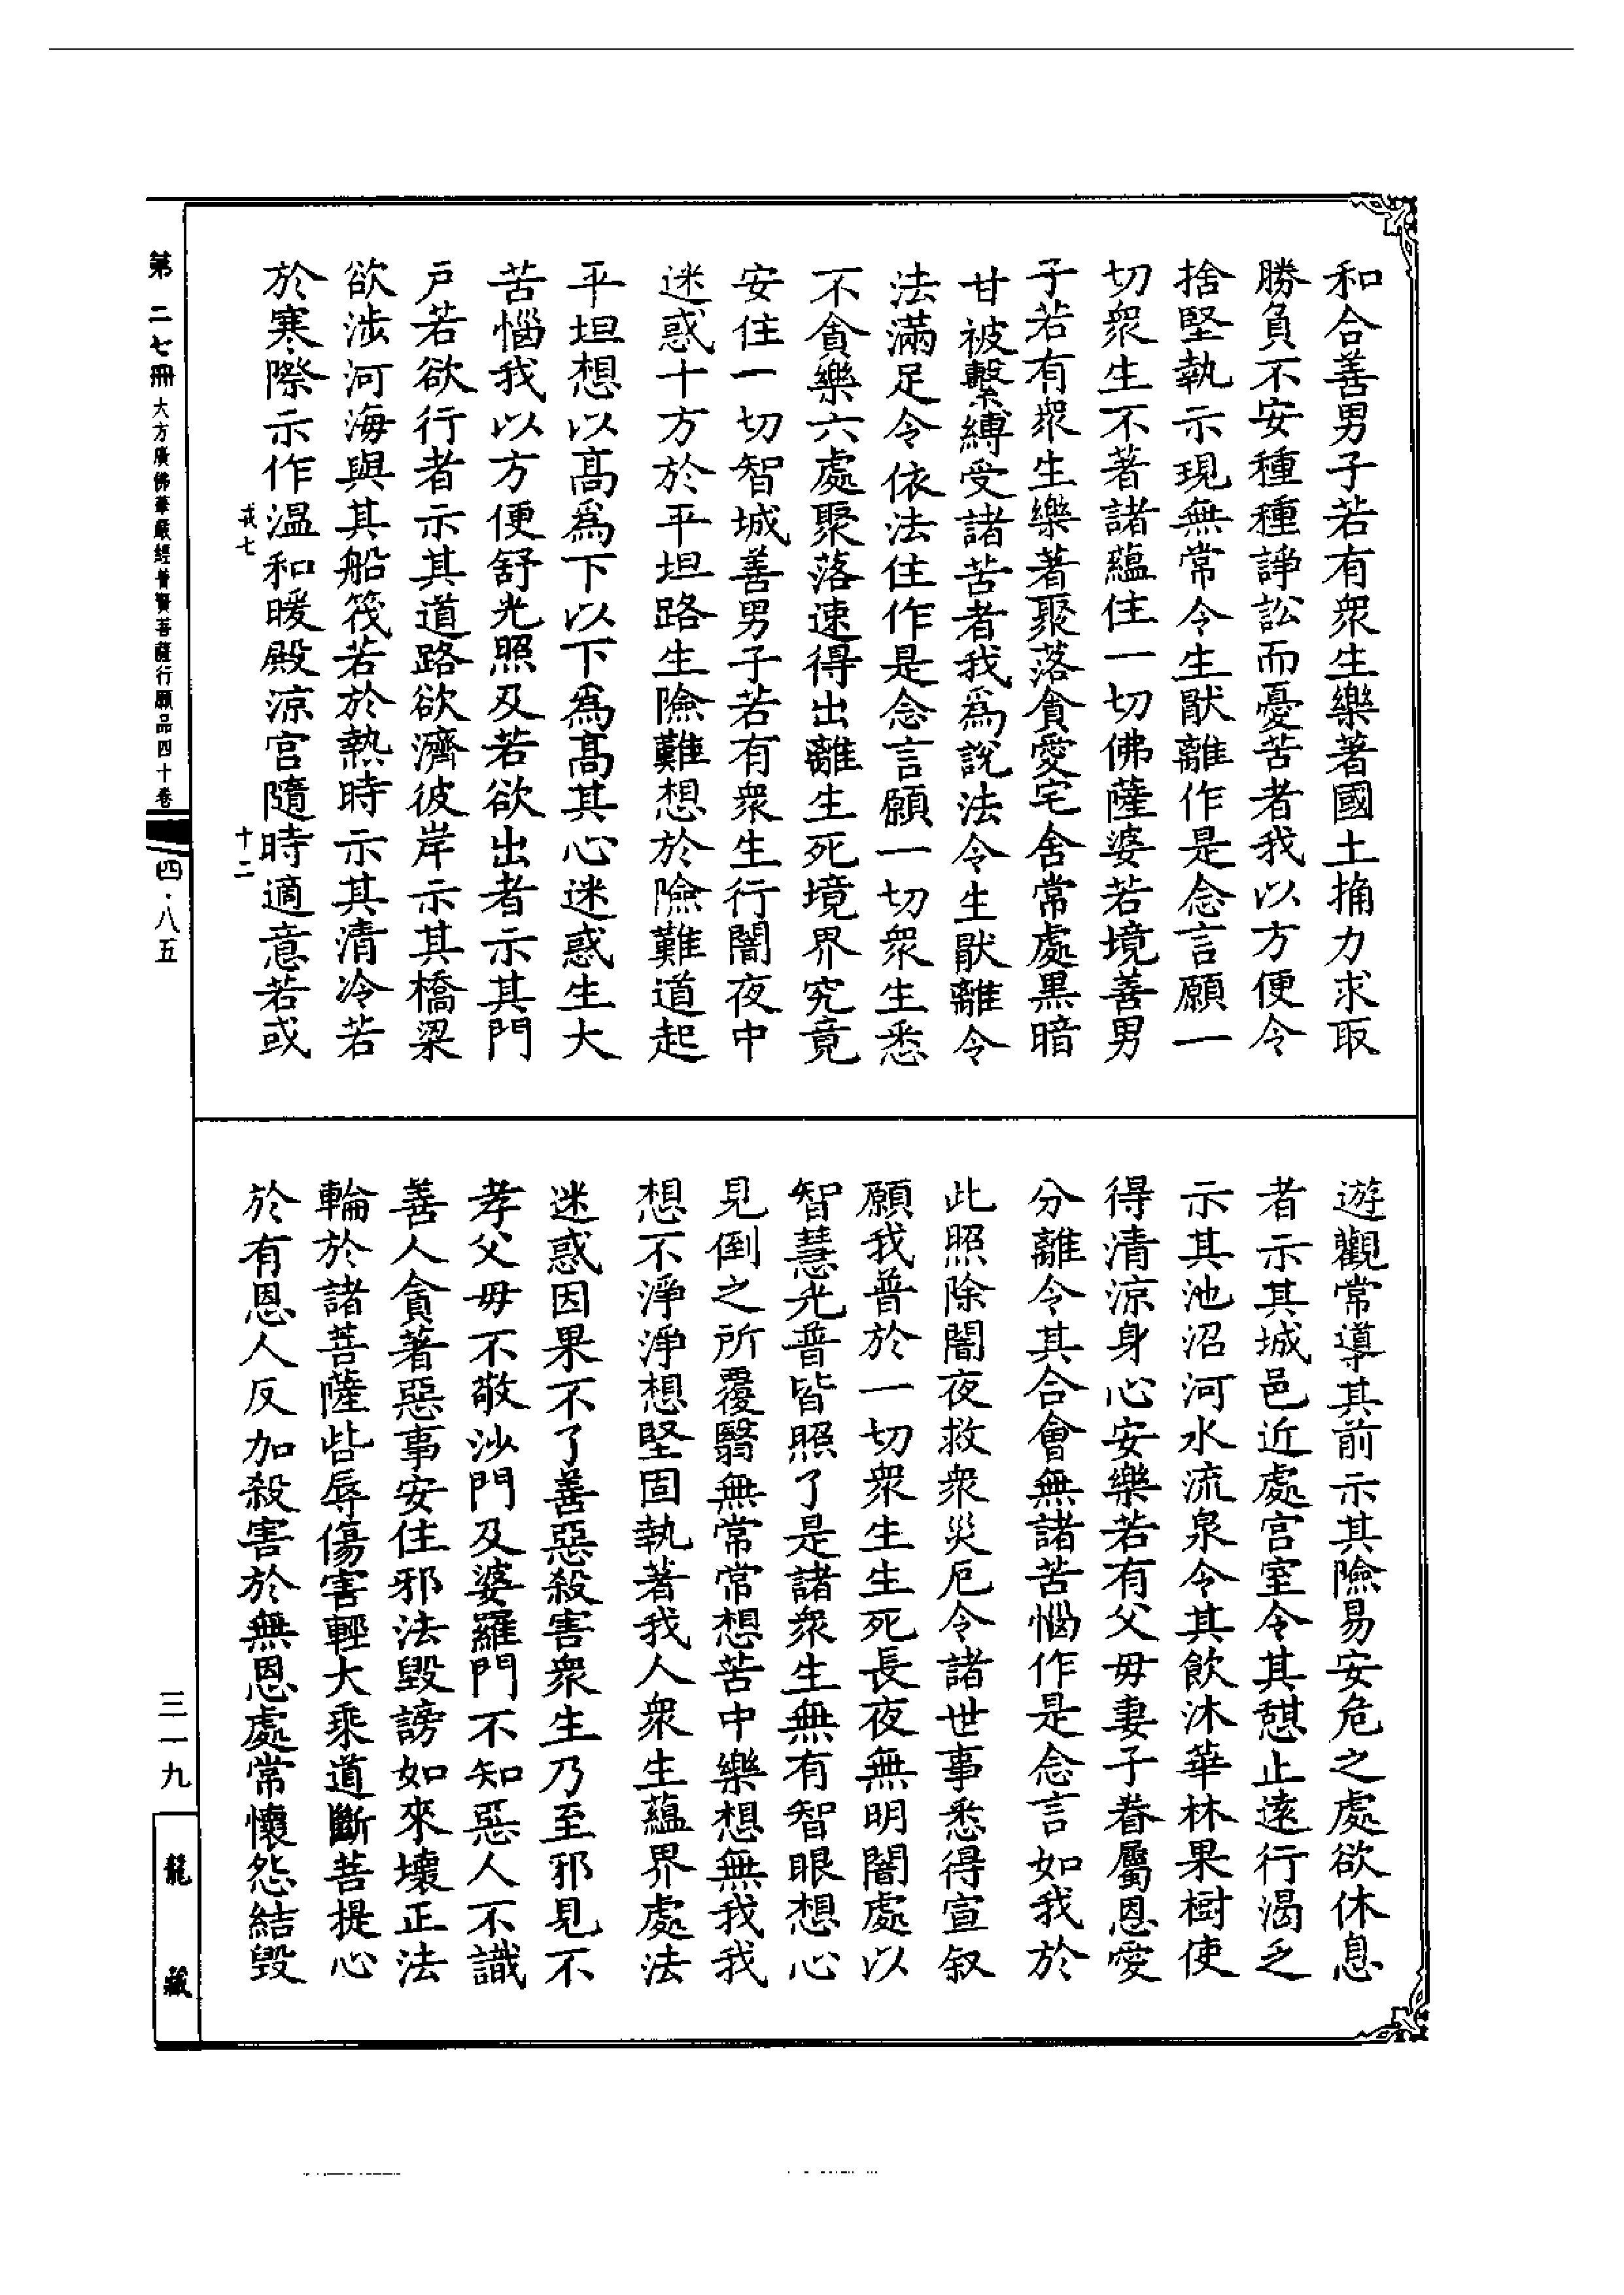 和合善男子若有眾生樂著國土捔力求取
勝負不安種種諍訟而憂苦者我以方便令
捨堅執示現無常令生猒離作是念言願一
切眾生不著諸蘊住一切佛薩婆若境善男
子若有眾生樂著聚落貪愛宅舍常處黑暗
甘被繫縛受諸苦者我為說法令生猒離令
法滿足令依法住作是念言願一切眾生悉
不貪樂六處聚落速得出離生死境界究竟
安住一切智城善男子若有眾生行闇夜中
迷惑十方於平坦路生險難想於險難道起
平坦想以高為下以下為高其心迷惑生大
苦惱我以方便舒光照及若欲出者示其門
戶若欲行者示其道路欲濟彼岸示其橋梁
欲涉河海與其船筏若於熱時示其清冷若
於寒際示作溫和暖殿涼宮隨時適意若或
戎七
十二
遊觀常導其前示其險易安危之處欲休息
者示其城邑近處宮室令其憩止遠行渴乏
示其池沼河水流泉令其飲沐華林果樹使
得清涼身心安樂若有父母妻子眷屬恩愛
分離令其合會無諸苦惱作是念言如我於
此照除闇夜救眾災厄令諸世事悉得宣叙
願我普於一切眾生生死長夜無明闇處以
智慧光普皆照了是諸眾生無有智眼想心
見倒之所覆翳無常常想苦中樂想無我我
想不淨淨想堅固執著我人眾生蘊界處法
迷惑因果不了善惡殺害眾生乃至邪見不
孝父母不敬沙門及婆羅門不知惡人不識
善人貪著惡事安住邪法毀謗如來壞正法
輪於諸菩薩呰辱傷害輕大乘道斷菩提心
於有恩人反加殺害於無恩處常懷怨結毀
第二七冊 大方廣佛華嚴經普賢菩薩行願品四十卷 四·八五
三一九
龍藏